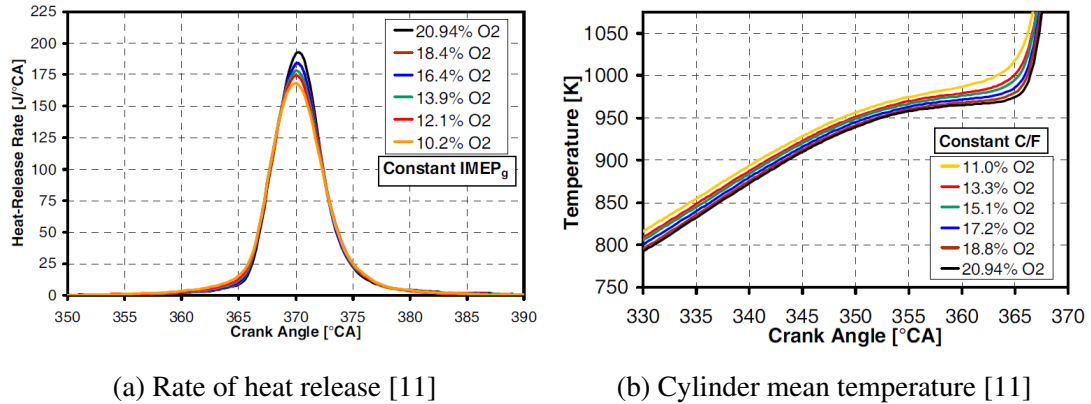 225
200
175
150
125
100
75
50
25
0
Heat-Release Rate [J/°CA]
20.94% O2
18.4% O2
16.4% O2
13.9% O2
12.1% O2
10.2% O2
Constant IMEPg
350 355 360 365 370 375 380 385 390
Crank Angle [°CA]
(a) Rate of heat release [11]
1050
1000
950
900
850
800
750
Temperature [K]
Constant C/F
11.0% O2
13.3% O2
15.1% O2
17.2% O2
18.8% O2
20.94% O2
330 335 340 345 350 355 360 365 370
Crank Angle [°CA]
(b) Cylinder mean temperature [11]